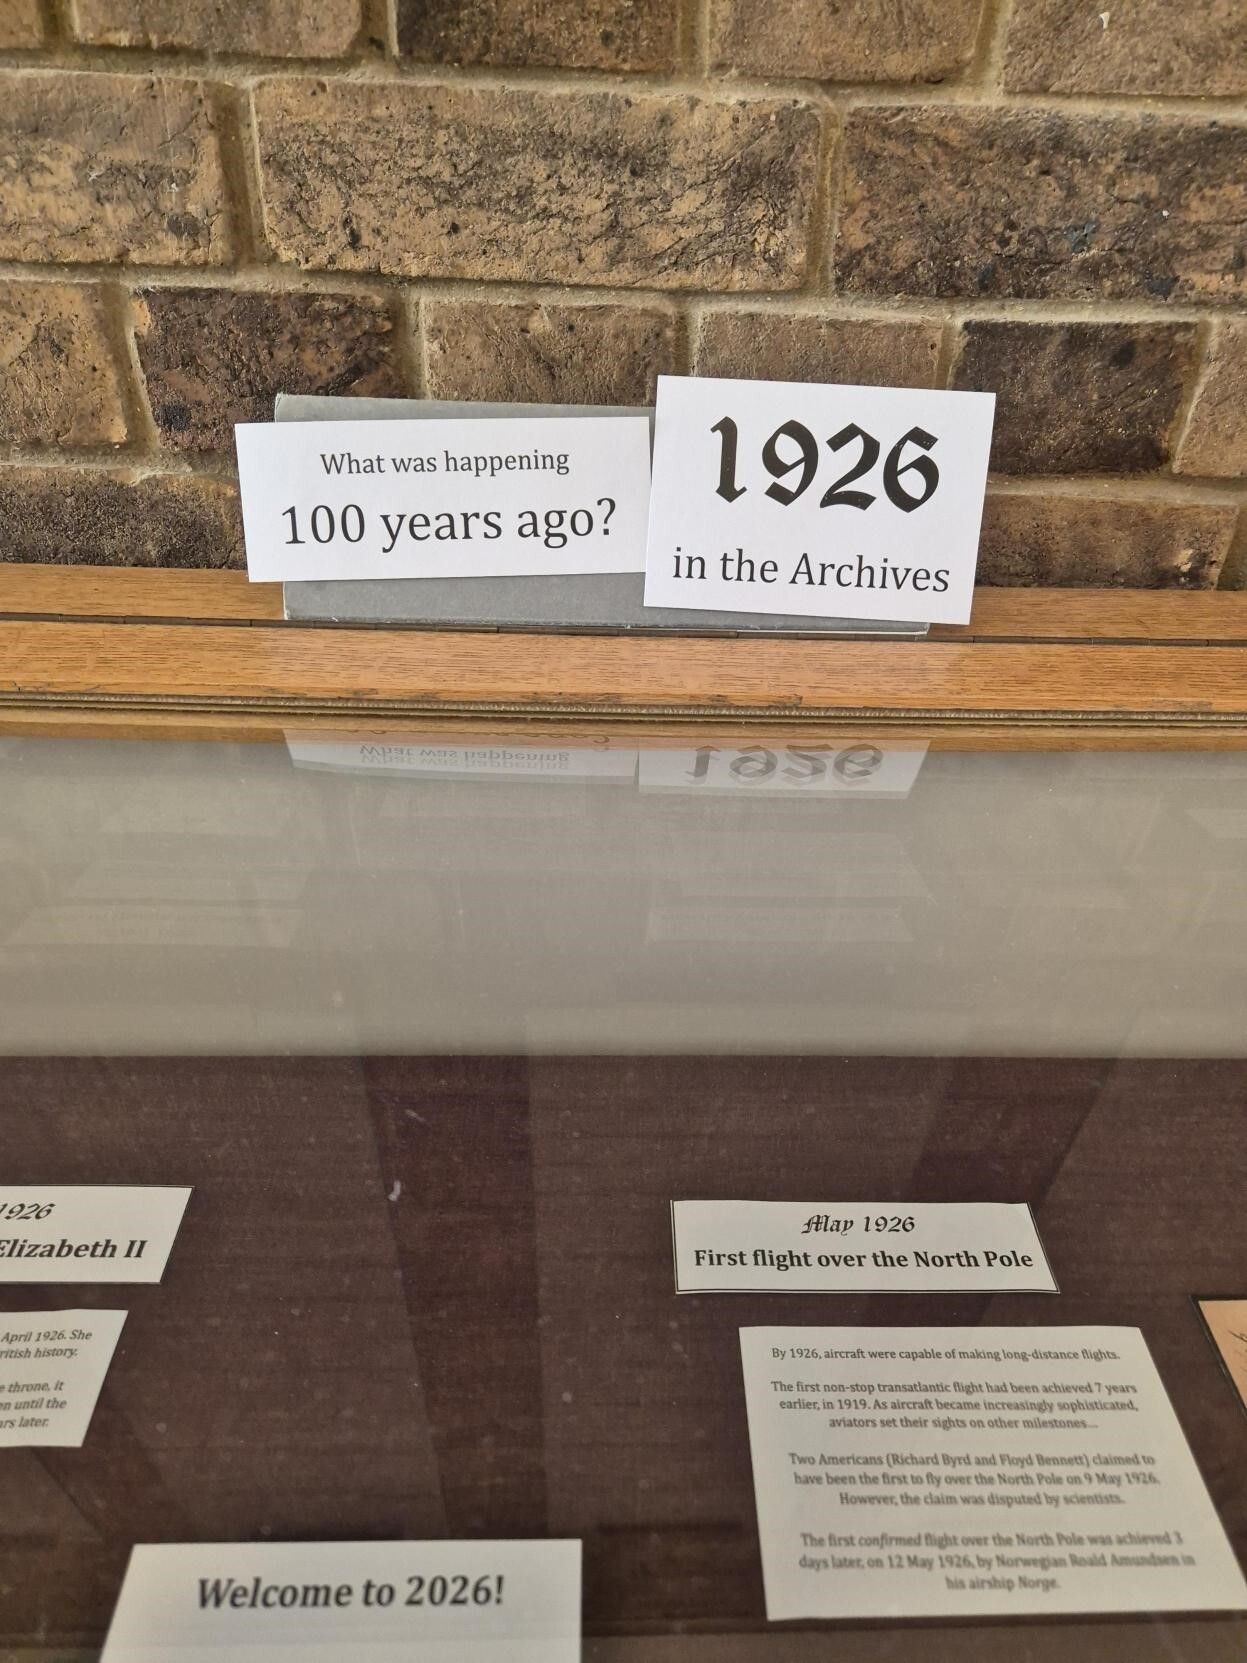 What was happening
100 years ago?
1926
in the Archives
1926
Elizabeth II
April 1926. She
ritish history.
e throne, it
en until the
rs later.
May 1926
First flight over the North Pole
By 1926, aircraft were capable of making long-distance flights.
The first non-stop transatlantic flight had been achieved 7 years
earlier, in 1919. As aircraft became increasingly sophisticated,
aviators set their sights on other milestones...
Two Americans (Richard Byrd and Floyd Bennett) claimed to
have been the first to fly over the North Pole on 9 May 1926.
However, the claim was disputed by scientists.
The first confirmed flight over the North Pole was achieved 3
days later, on 12 May 1926, by Norwegian Roald Amundsen in
his airship Norge.
Welcome to 2026!